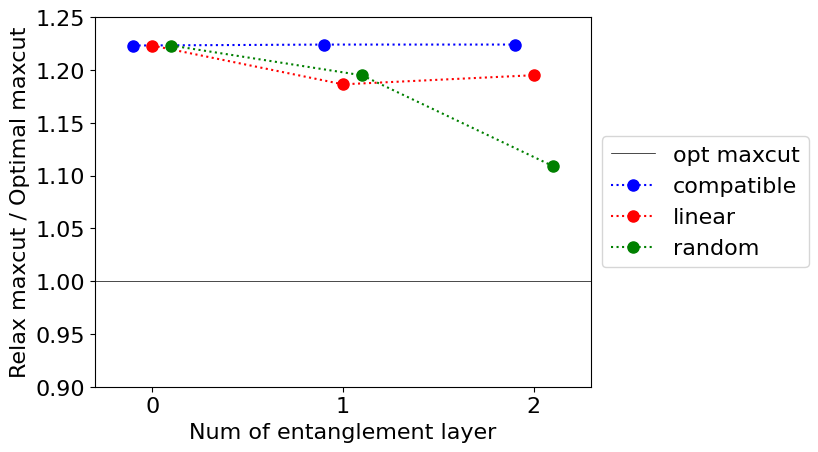 Relax maxcut / Optimal maxcut
1.25
1.20
1.15
1.10
1.05
1.00
0.95
0.90
0
1
2
Num of entanglement layer
opt maxcut
compatible
linear
random